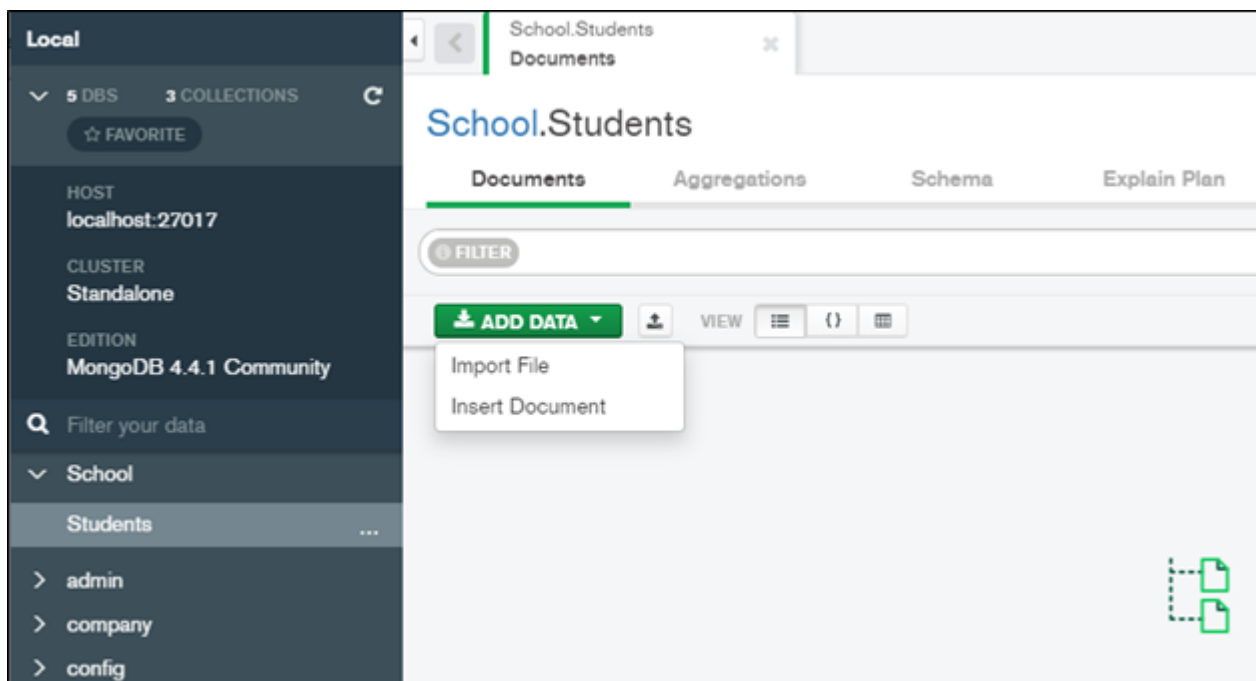 Local
5 DBS 3 COLLECTIONS
FAVORITE
HOST
localhost:27017
CLUSTER
Standalone
EDITION
MongoDB 4.4.1 Community
Filter your data
School
Students
...
admin
company
config
School.Students
Documents
School.Students
Documents Aggregations Schema Explain Plan
FILTER
ADD DATA VIEW {}
Import File
Insert Document